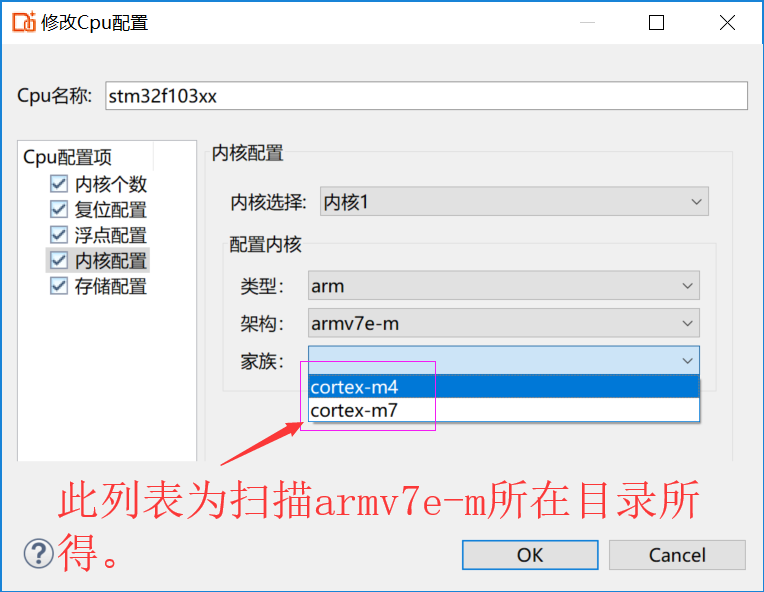 修改Cpu配置
Cpu名称: stm32f103xx
Cpu配置项
内核个数
复位配置
浮点配置
内核配置
存储配置
内核配置
内核选择: 内核1
配置内核
类型: arm
架构: armv7e-m
家族:
cortex-m4
cortex-m7
此列表为扫描armv7e-m所在目录所
得。
OK
Cancel